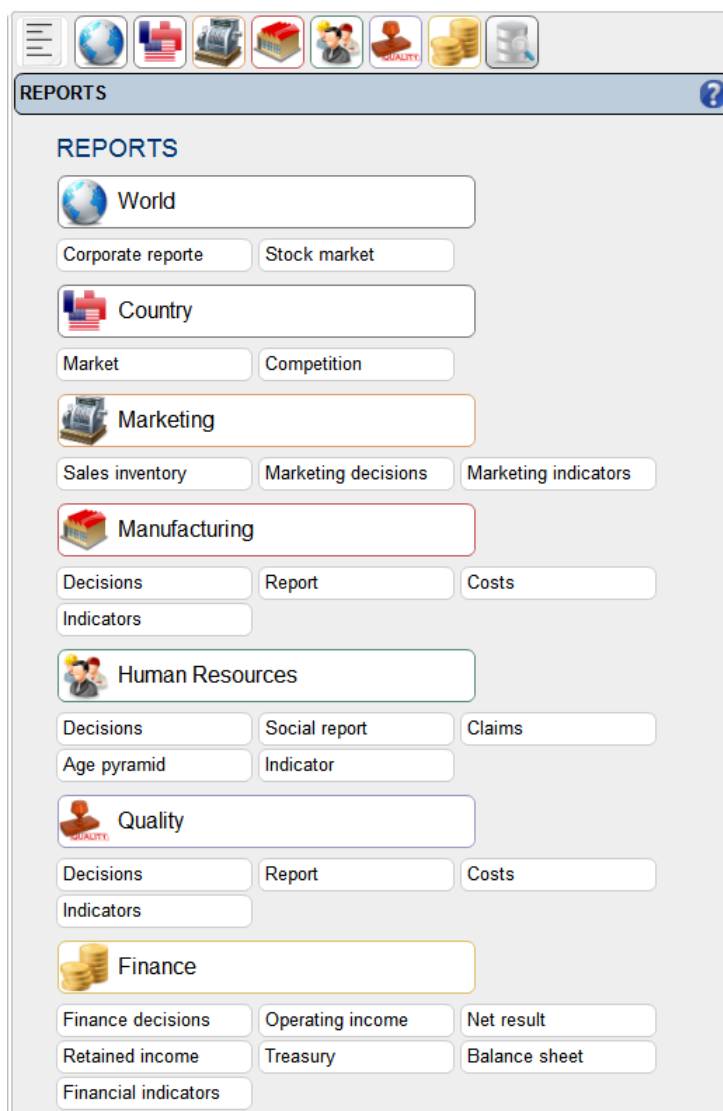 QUALITY
REPORTS
REPORTS
World
Corporate reporte Stock market
Country
Market Competition
Marketing
Sales inventory Marketing decisions Marketing indicators
Manufacturing
Decisions Report Costs
Indicators
Human Resources
Decisions Social report Claims
Age pyramid Indicator
QUALITY
Quality
Decisions Report Costs
Indicators
Finance
Finance decisions Operating income Net result
Retained income Treasury Balance sheet
Financial indicators